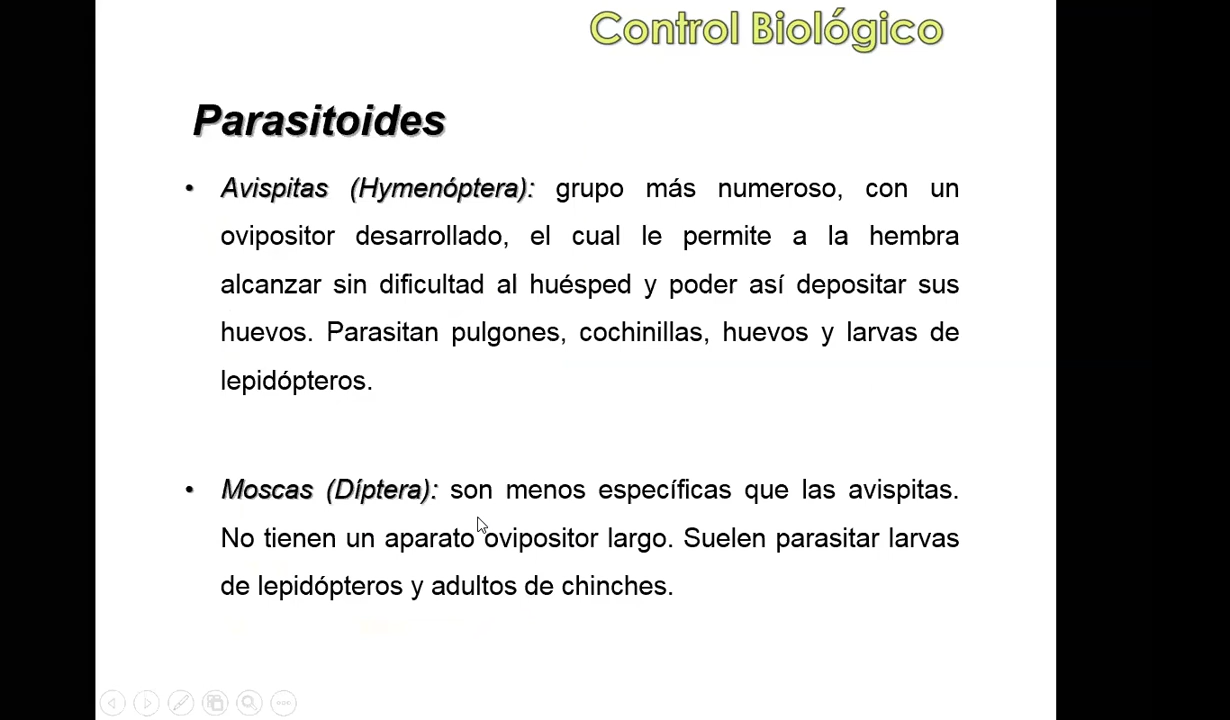 Control Biológico
Parasitoides
• Avispitas (Hymenóptera): grupo más numeroso, con un
ovipositor desarrollado, el cual le permite a la hembra
alcanzar sin dificultad al huésped y poder así depositar sus
huevos. Parasitan pulgones, cochinillas, huevos y larvas de
lepidópteros.
• Moscas (Díptera): son menos específicas que las avispitas.
No tienen un aparato ovipositor largo. Suelen parasitar larvas
de lepidópteros y adultos de chinches.